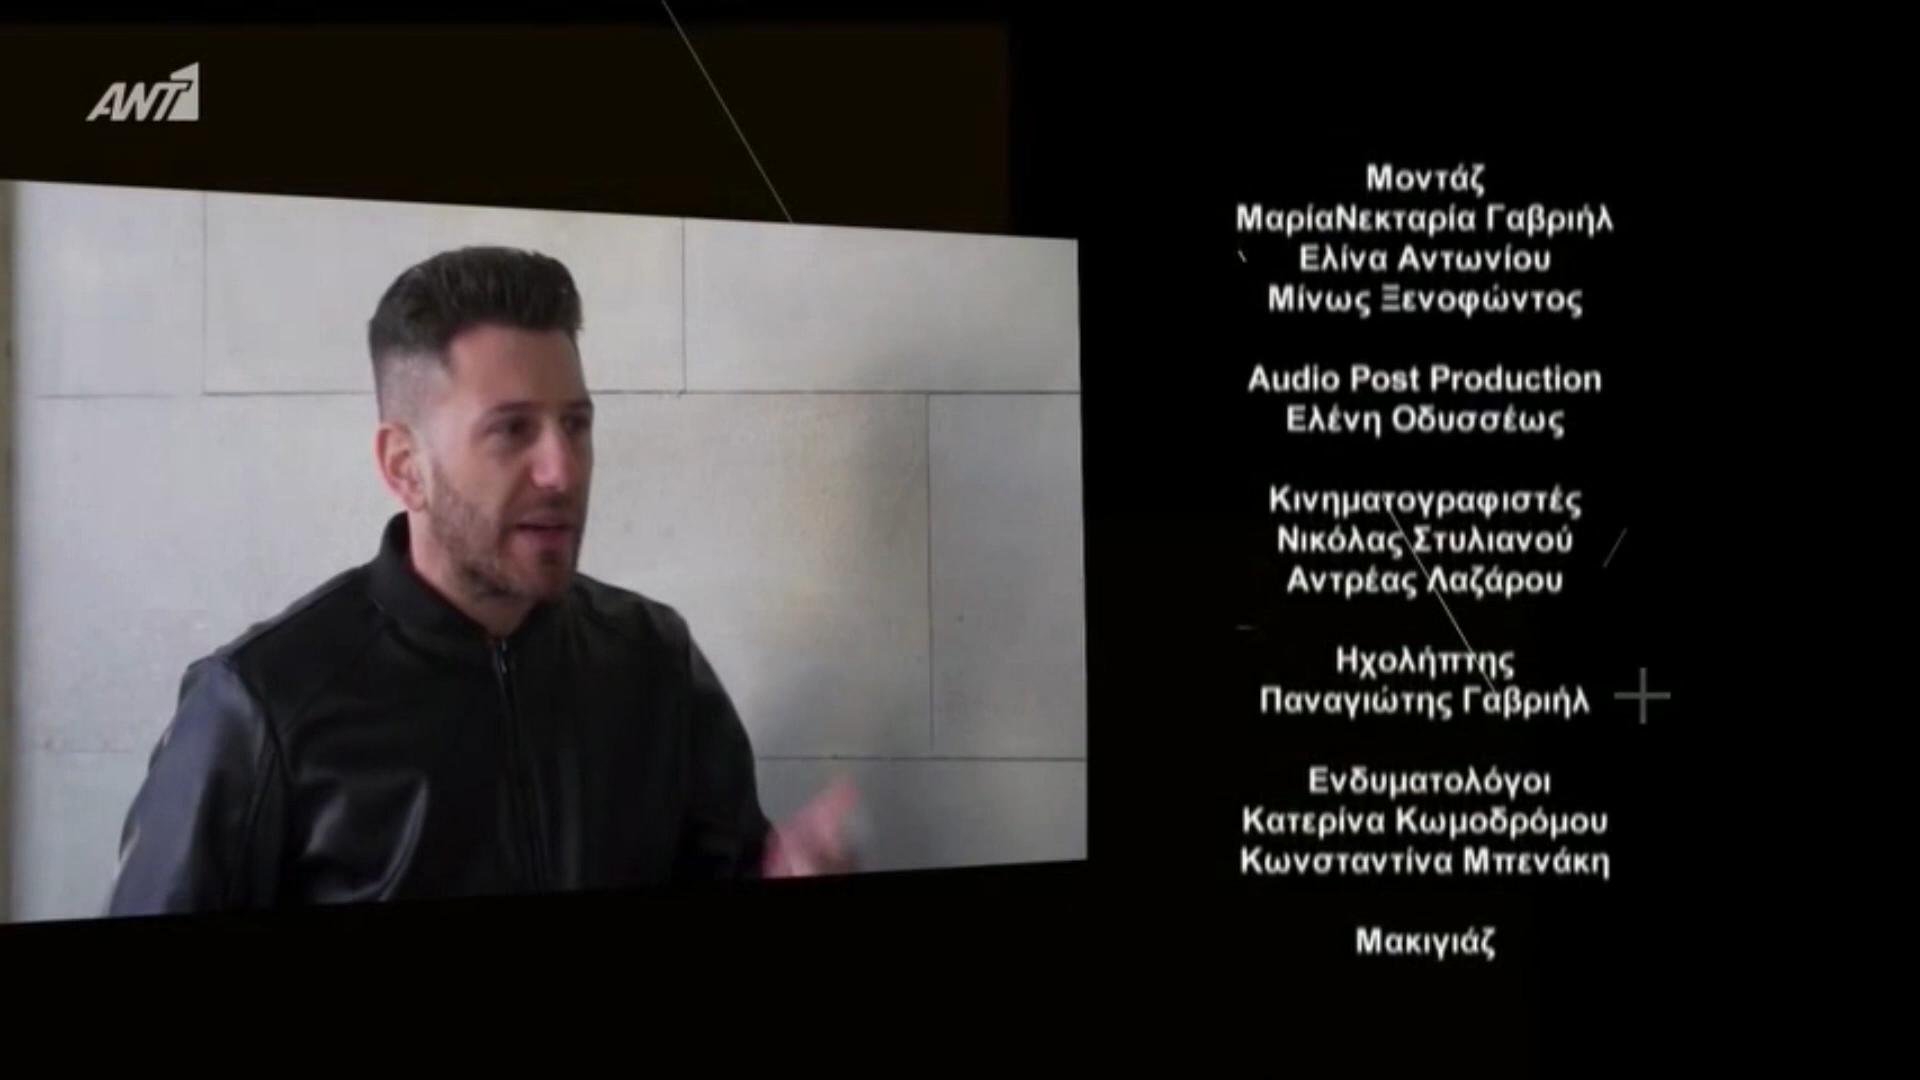 ANT1
Μοντάζ
ΜαρίαΝεκταρία Γαβριήλ
Ελίνα Αντωνίου
Μίνως Ξενοφώντος
Audio Post Production
Ελένη Οδυσσέως
Κινηματογραφιστές
Νικόλας Στυλιανού
Αντρέας Λαζάρου
Ηχολήπτης
Παναγιώτης Γαβριήλ
Ενδυματολόγοι
Κατερίνα Κωμοδρόμου
Κωνσταντίνα Μπενάκη
Μακιγιάζ